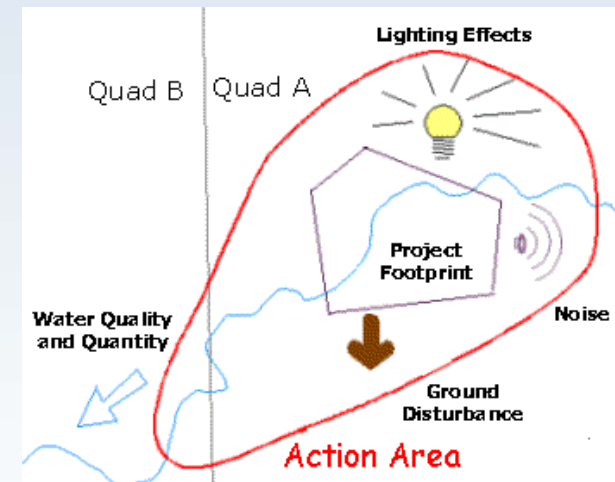 Lighting Effects
Quad B
Quad A
Project
Footprint
Water Quality
and Quantity
Noise
Ground
Disturbance
Action Area